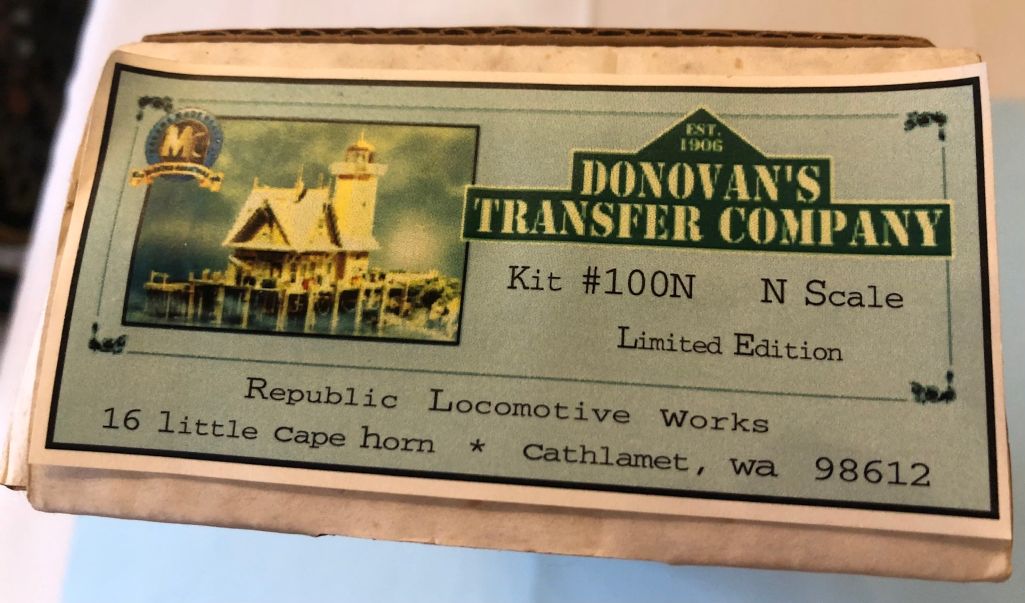 M
EST.
1906
DONOVAN'S
TRANSFER COMPANY
Kit #100N N Scale
Limited Edition
Republic Locomotive Works
16 little cape horn * Cathlamet, wa 98612